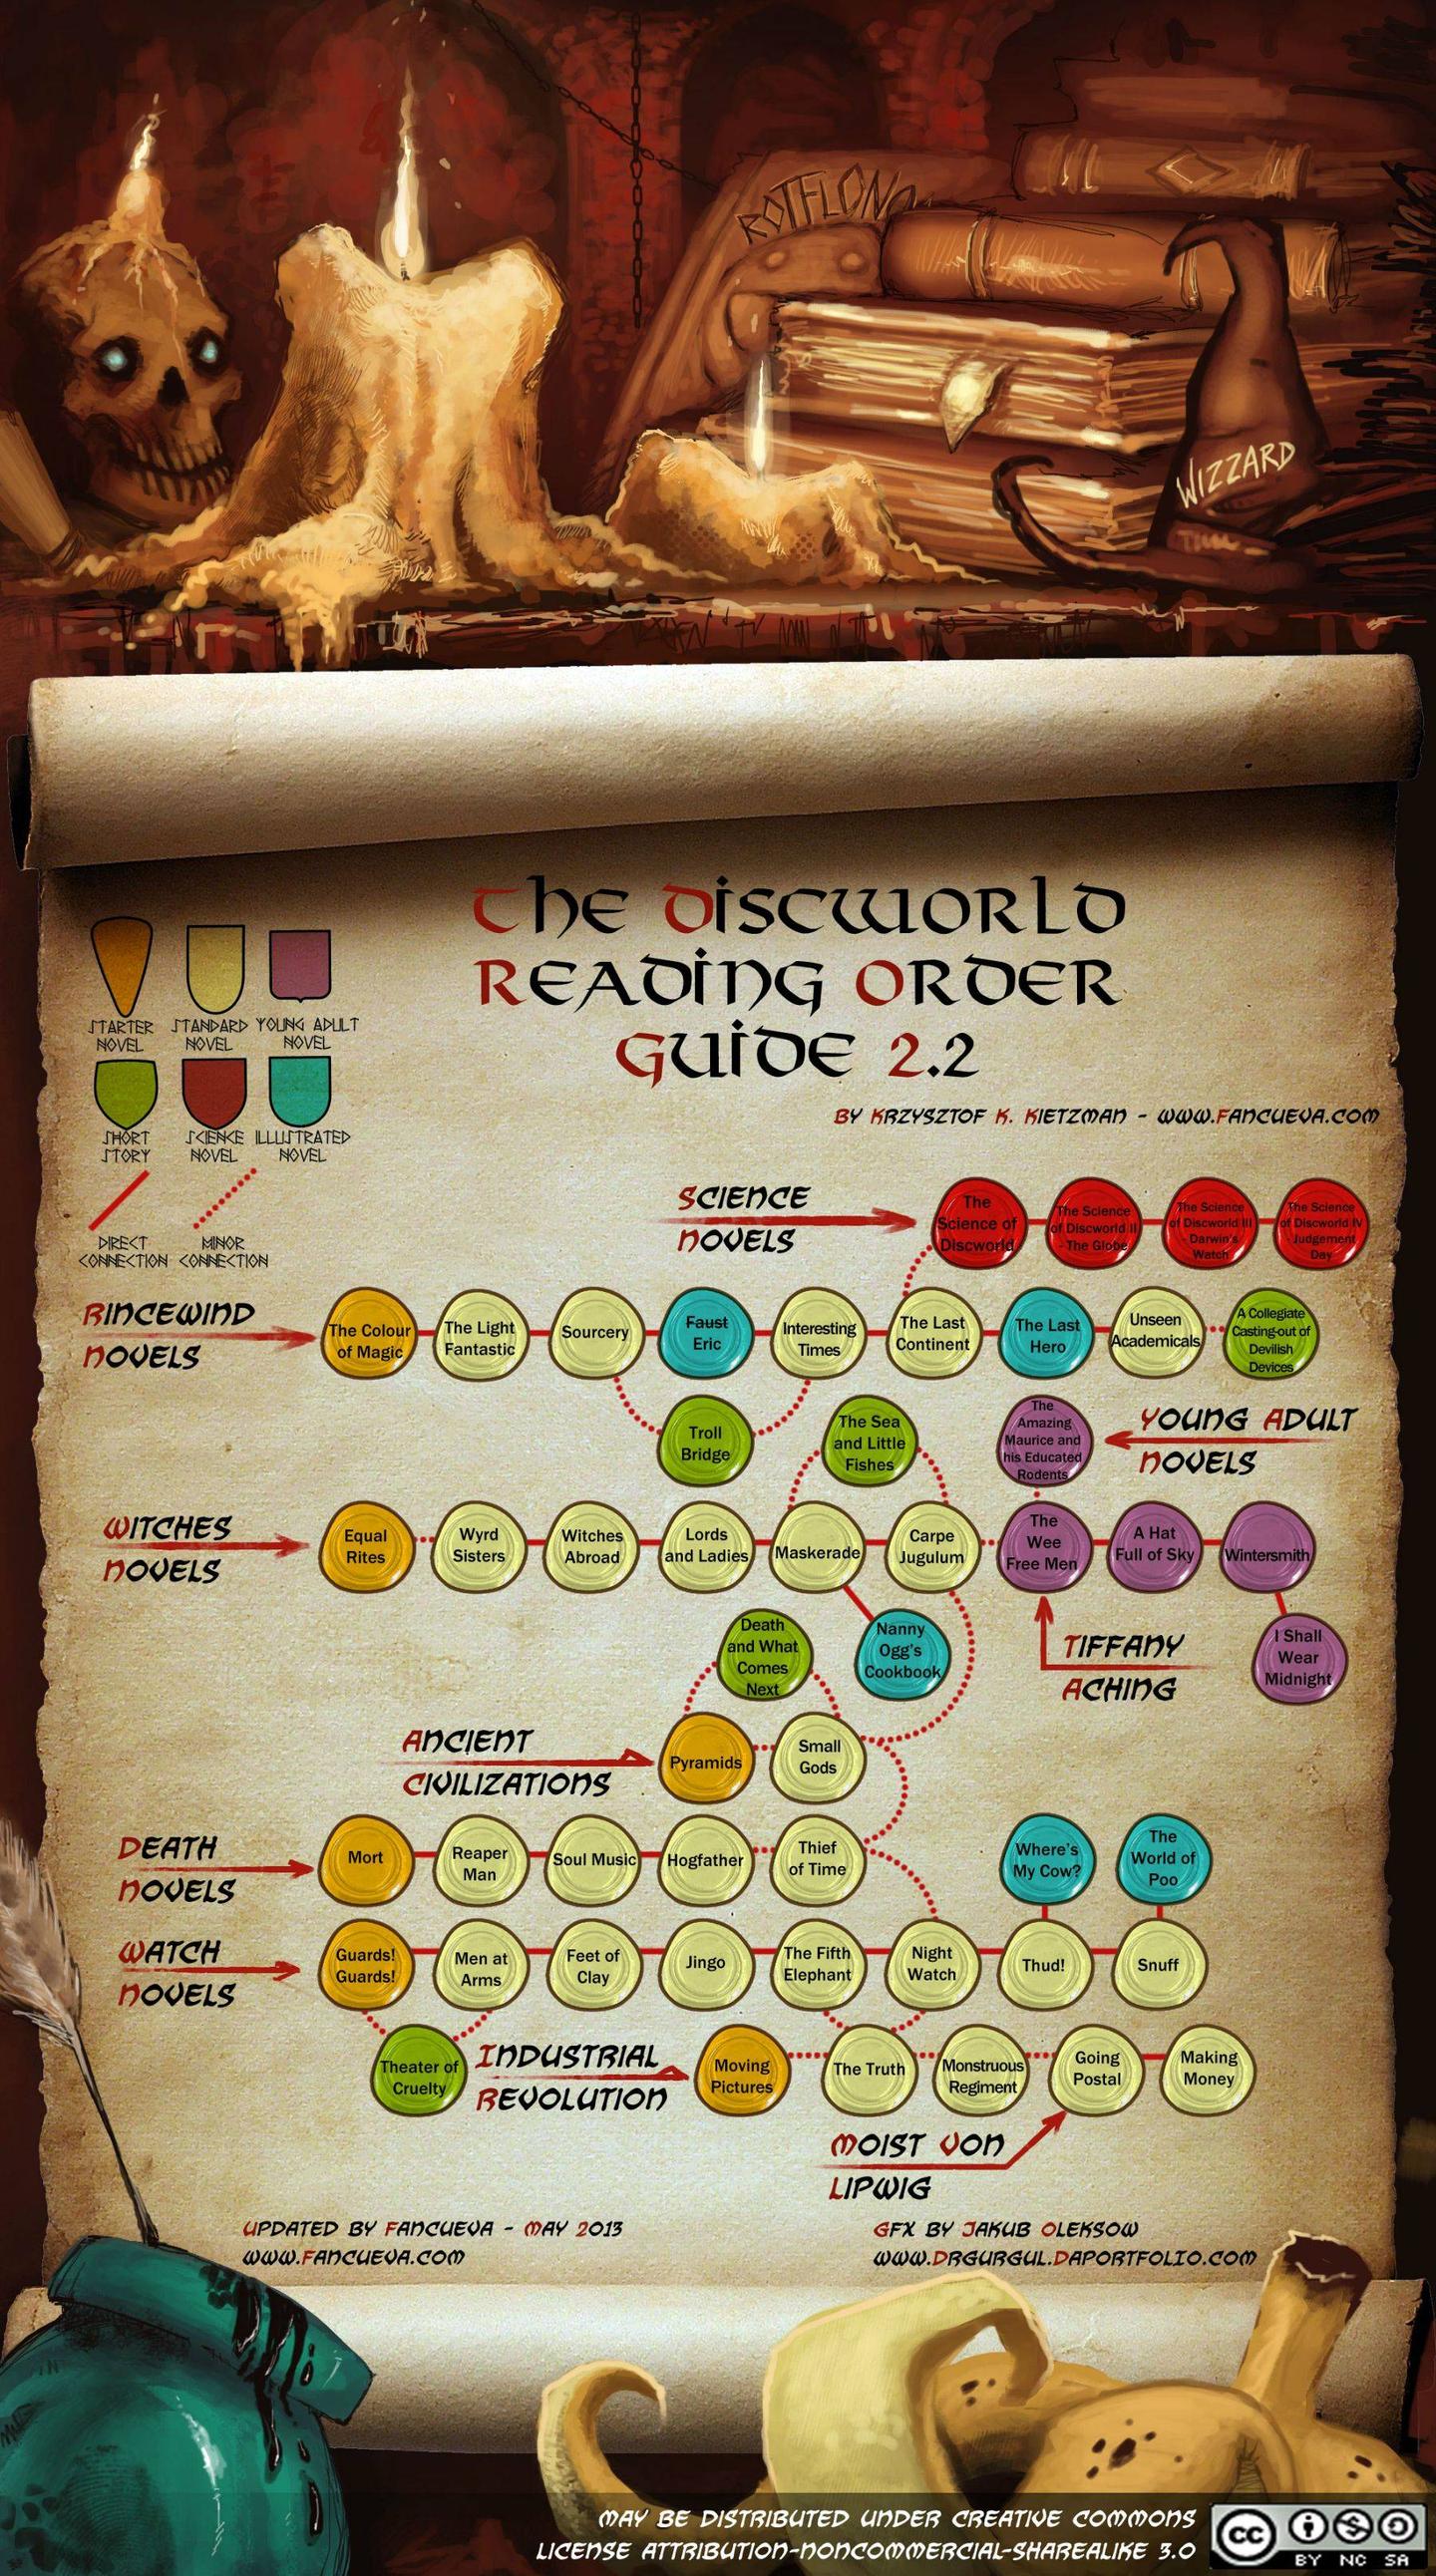 ROTFLONG
WIZZARD
The Discworld
Reading Order
Guide 2.2
By Krzysztof K. Kietzman - www.Fancueva.com
STARTER
NOVEL
STANDARD
NOVEL
YOUNG ADULT
NOVEL
SHORT
STORY
SCIENCE
NOVEL
ILLUSTRATED
NOVEL
DIRECT
CONNECTION
MINOR
CONNECTION
Science
Novels
The
Science of
Discworld
The Science
of Discworld II
- The Globe
The Science
of Discworld III
- Darwin's
Watch
The Science
of Discworld IV
- Judgement
Day
Rincewind
Novels
The Colour
of Magic
The Light
Fantastic
Sourcery
Faust
Eric
Interesting
Times
The Last
Continent
The Last
Hero
Unseen
Academicals
A Collegiate
Casting-out of
Devilish
Devices
Troll
Bridge
The Sea
and Little
Fishes
The
Amazing
Maurice and
his Educated
Rodents
Young Adult
Novels
Witches
Novels
Equal
Rites
Wyrd
Sisters
Witches
Abroad
Lords
and Ladies
Maskerade
Carpe
Jugulum
The
Wee
Free Men
A Hat
Full of Sky
Wintersmith
Death
and What
Comes
Next
Nanny
Ogg's
Cookbook
Tiffany
Aching
I Shall
Wear
Midnight
Ancient
Civilizations
Pyramids
Small
Gods
Death
Novels
Mort
Reaper
Man
Soul Music
Hogfather
Thief
of Time
Where's
My Cow?
The
World of
Poo
Watch
Novels
Guards!
Guards!
Men at
Arms
Feet of
Clay
Jingo
The Fifth
Elephant
Night
Watch
Thud!
Snuff
Theater of
Cruelty
Industrial
Revolution
Moving
Pictures
The Truth
Monstruous
Regiment
Going
Postal
Making
Money
Moist Von
Lipwig
Updated by Fancueva - May 2013
www.Fancueva.com
Gfx by Jakub Oleksow
www.Drgurgul.Daportfolio.com
May be distributed under Creative Commons
License Attribution-Noncommercial-Sharealike 3.0
cc
BY NC SA